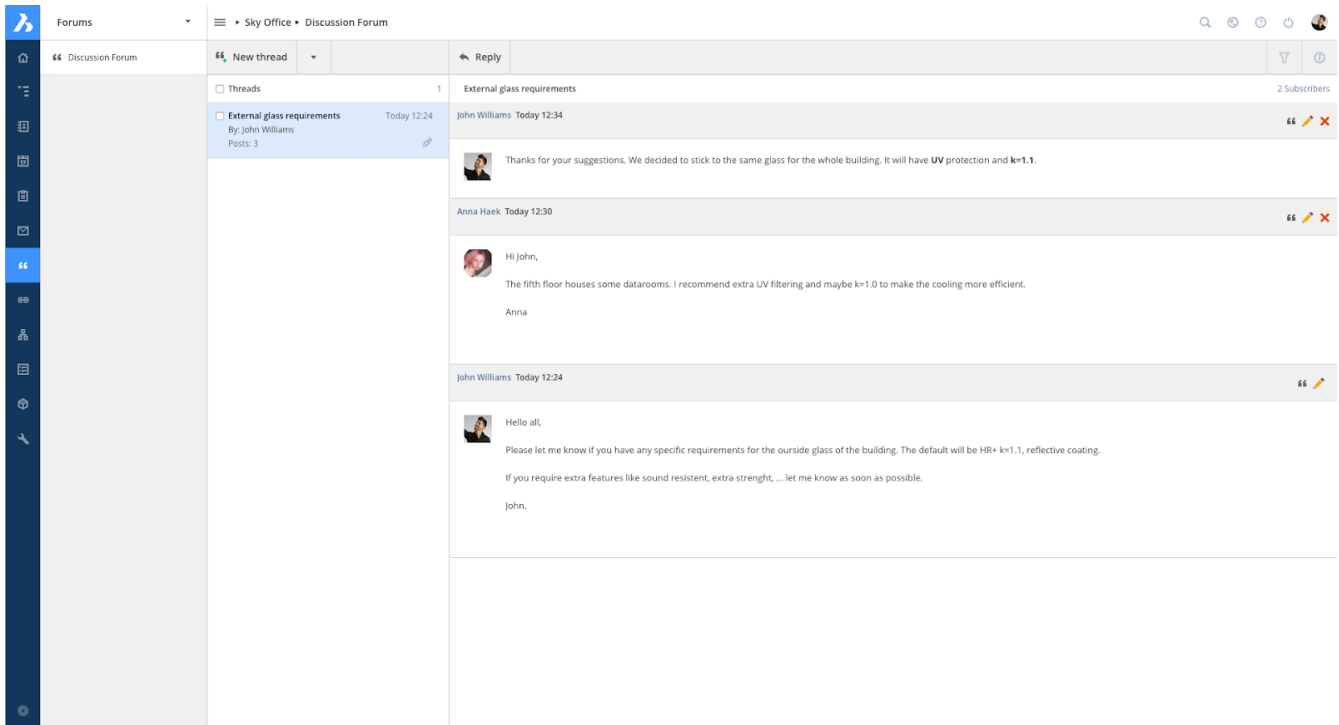 Forums
Sky Office ▸ Discussion Forum
Discussion Forum
New thread
Reply
Threads 1
External glass requirements Today 12:24
By: John Williams
Posts: 3
External glass requirements 2 Subscribers
John Williams Today 12:34
Thanks for your suggestions. We decided to stick to the same glass for the whole building. It will have UV protection and k=1.1.
Anna Haek Today 12:30
Hi John,
The fifth floor houses some datarooms. I recommend extra UV filtering and maybe k=1.0 to make the cooling more efficient.
Anna
John Williams Today 12:24
Hello all,
Please let me know if you have any specific requirements for the ourside glass of the building. The default will be HR+ k=1.1, reflective coating.
If you require extra features like sound resistent, extra strenght, ... let me know as soon as possible.
John.